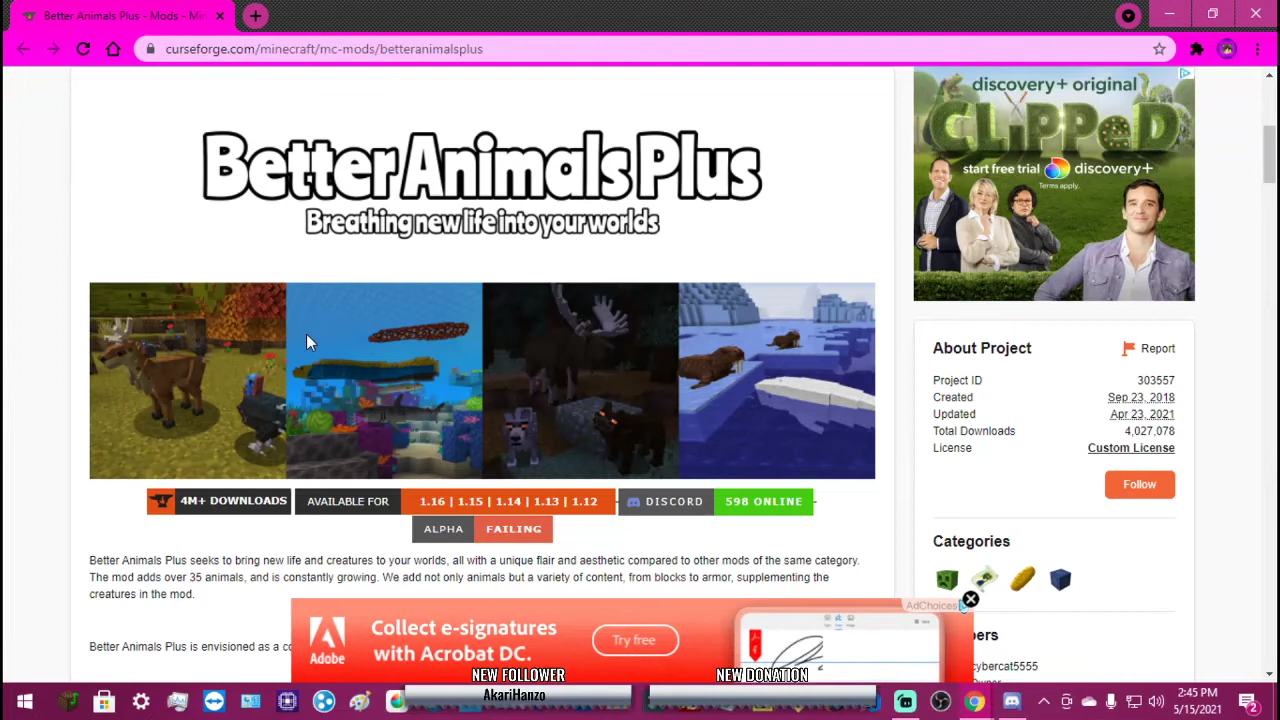 Better Animals Plus - Mods - Min
curseforge.com/minecraft/mc-mods/betteranimalsplus
Better Animals Plus
Breathing new life into your worlds
4M+ DOWNLOADS
AVAILABLE FOR
1.16 | 1.15 | 1.14 | 1.13 | 1.12
DISCORD
598 ONLINE
ALPHA
FAILING
Better Animals Plus seeks to bring new life and creatures to your worlds, all with a unique flair and aesthetic compared to other mods of the same category.
The mod adds over 35 animals, and is constantly growing. We add not only animals but a variety of content, from blocks to armor, supplementing the
creatures in the mod.
Better Animals Plus is envisioned as a co
discovery+ original
CLIPPED
start free trial
discovery+
Terms apply.
About Project
Report
Project ID 303557
Created Sep 23, 2018
Updated Apr 23, 2021
Total Downloads 4,027,078
License Custom License
Follow
Categories
bers
cybercat5555
Owner
AdChoices
Adobe
Collect e-signatures
with Acrobat DC.
Try free
NEW FOLLOWER
AkariHanzo
NEW DONATION
2:45 PM
5/15/2021
2